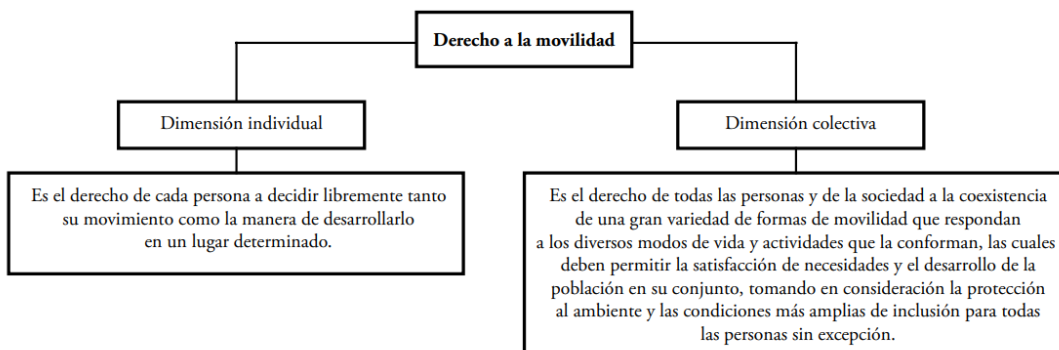 Derecho a la movilidad
Dimensión individual
Es el derecho de cada persona a decidir libremente tanto
su movimiento como la manera de desarrollarlo
en un lugar determinado.
Dimensión colectiva
Es el derecho de todas las personas y de la sociedad a la coexistencia
de una gran variedad de formas de movilidad que respondan
a los diversos modos de vida y actividades que la conforman, las cuales
deben permitir la satisfacción de necesidades y el desarrollo de la
población en su conjunto, tomando en consideración la protección
al ambiente y las condiciones más amplias de inclusión para todas
las personas sin excepción.